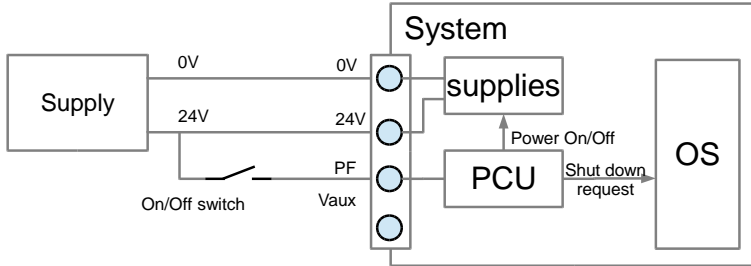 System
0V
0V
Supply
supplies
24V
24V
Power On/Off
OS
PF
PCU
Shut down
request
On/Off switch
Vaux